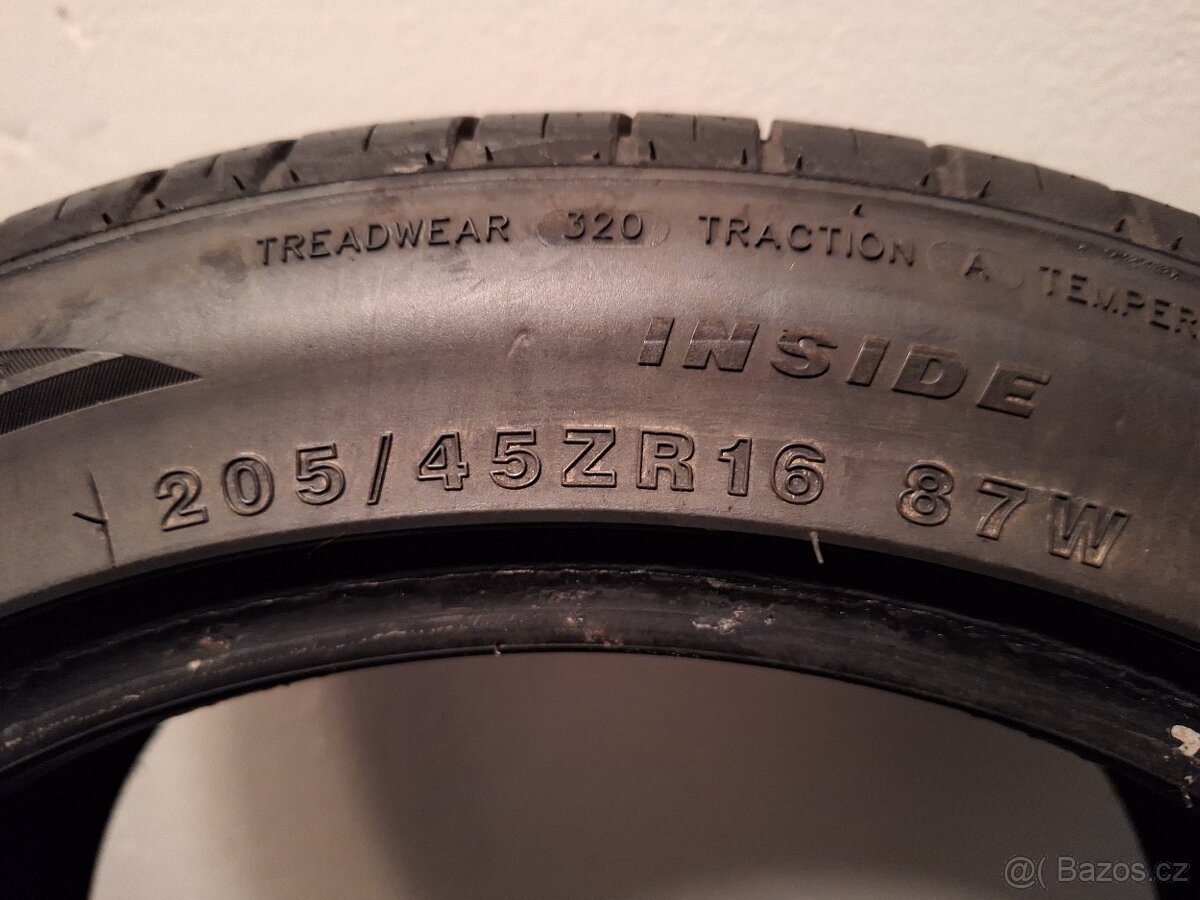 TREADWEAR 320 TRACTION A TEMPER
INSIDE
205/45ZR16 87W
@( Bazos.cz